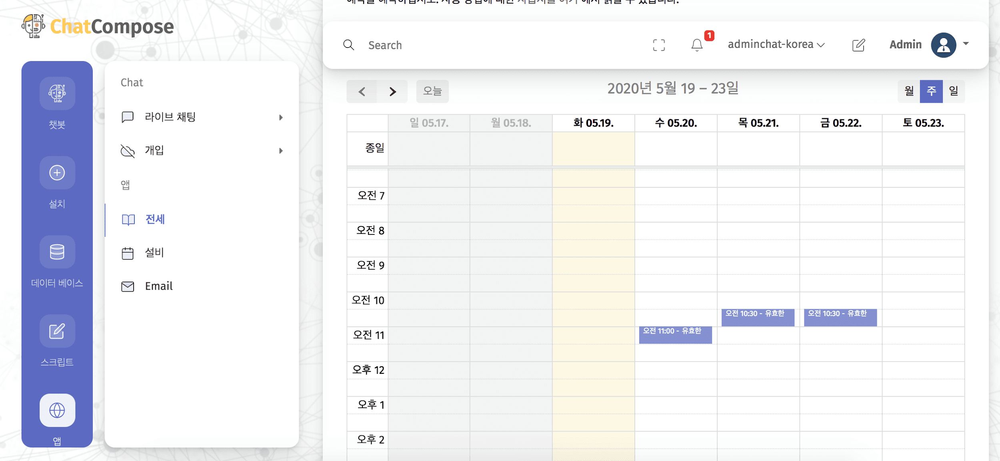 ChatCompose
Search
1
adminchat-korea
Admin
챗봇
설치
데이터 베이스
스크립트
앱
Chat
라이브 채팅
개입
앱
전세
설비
Email
오늘
2020년 5월 19 – 23일
월 주 일
일 05.17. 월 05.18. 화 05.19. 수 05.20. 목 05.21. 금 05.22. 토 05.23.
종일
오전 7
오전 8
오전 9
오전 10
오전 10:30 - 유효한 오전 10:30 - 유효한
오전 11
오전 11:00 - 유효한
오후 12
오후 1
오후 2